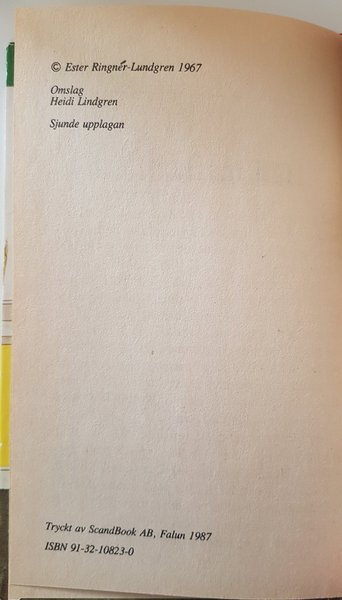 © Ester Ringnér-Lundgren 1967
Omslag
Heidi Lindgren
Sjunde upplagan
Tryckt av ScandBook AB, Falun 1987
ISBN 91-32-10823-0